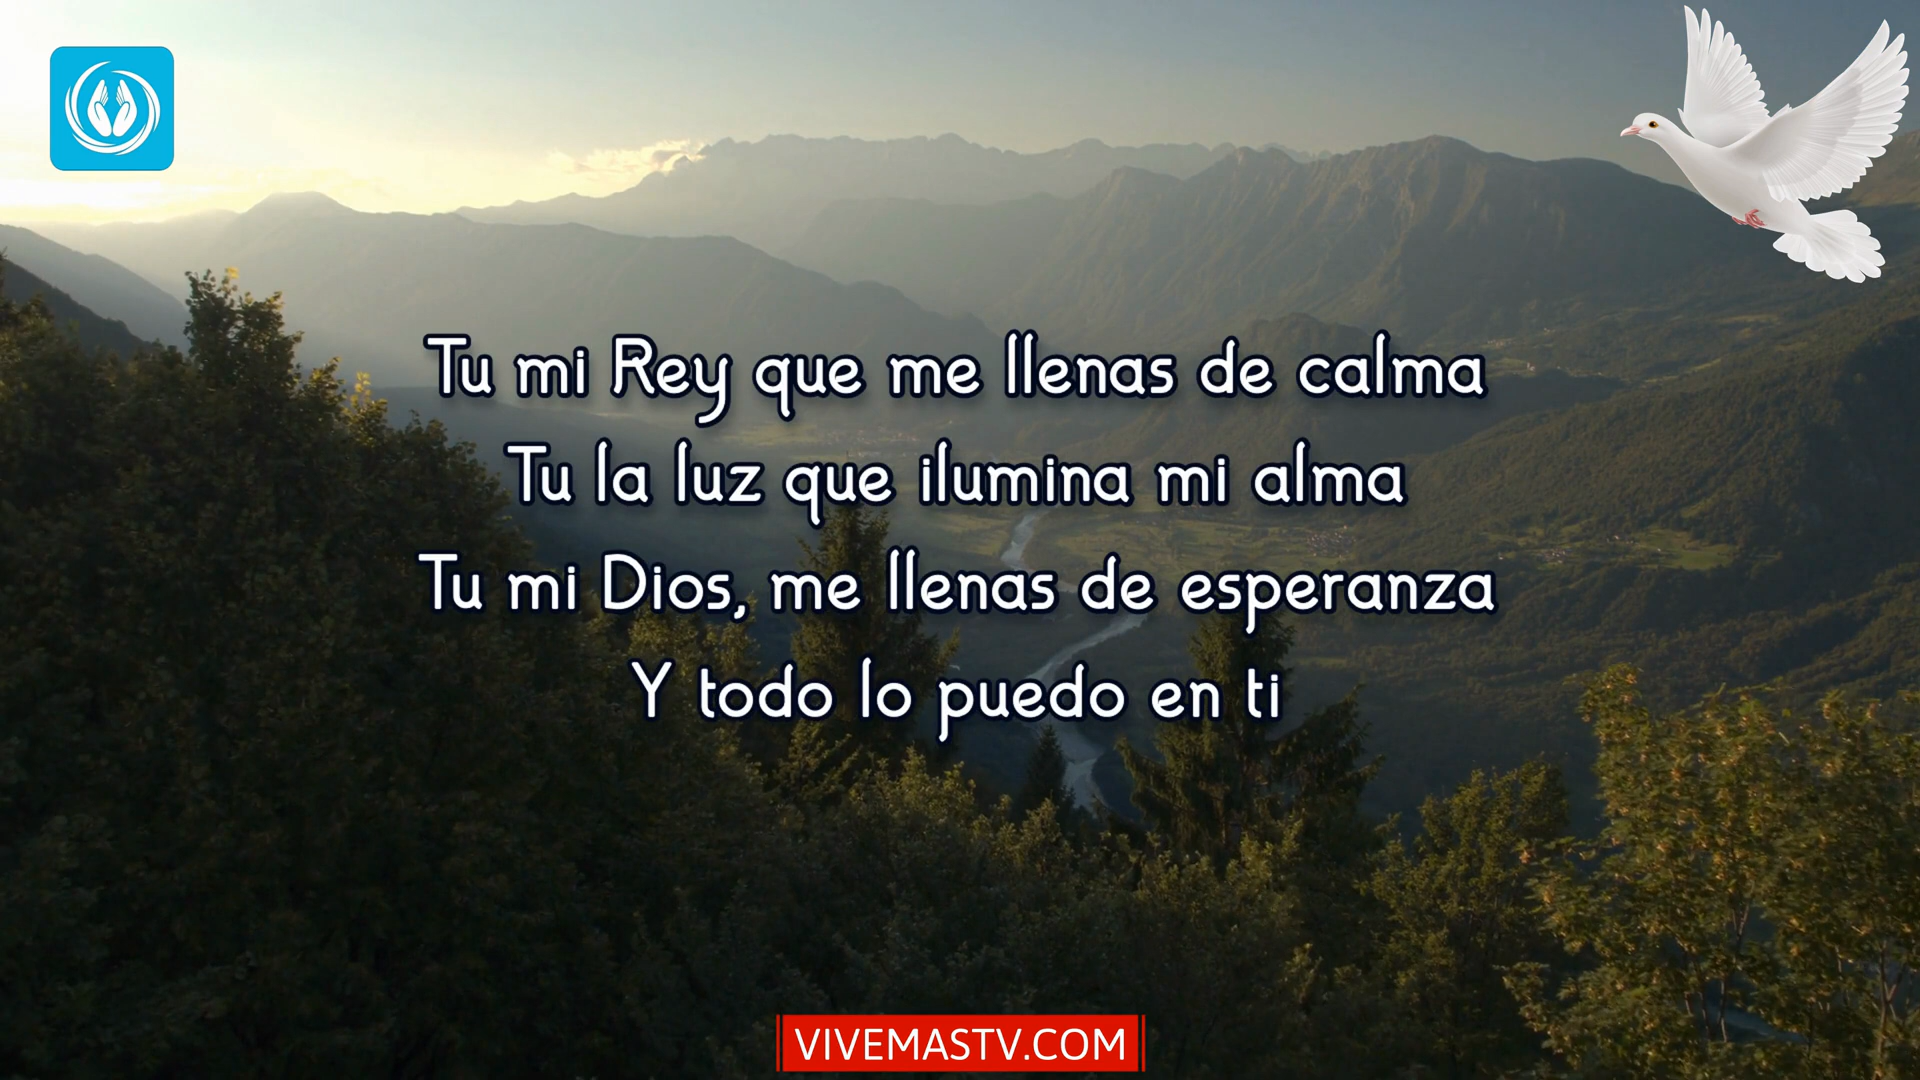 Tu mi Rey que me llenas de calma
Tu la luz que ilumina mi alma
Tu mi Dios, me llenas de esperanza
Y todo lo puedo en ti
VIVEMASTV.COM